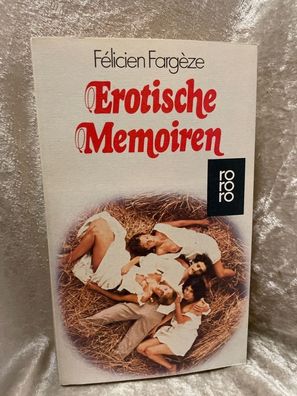 Félicien Fargèze
Erotische
Memoiren
ro
ro
ro